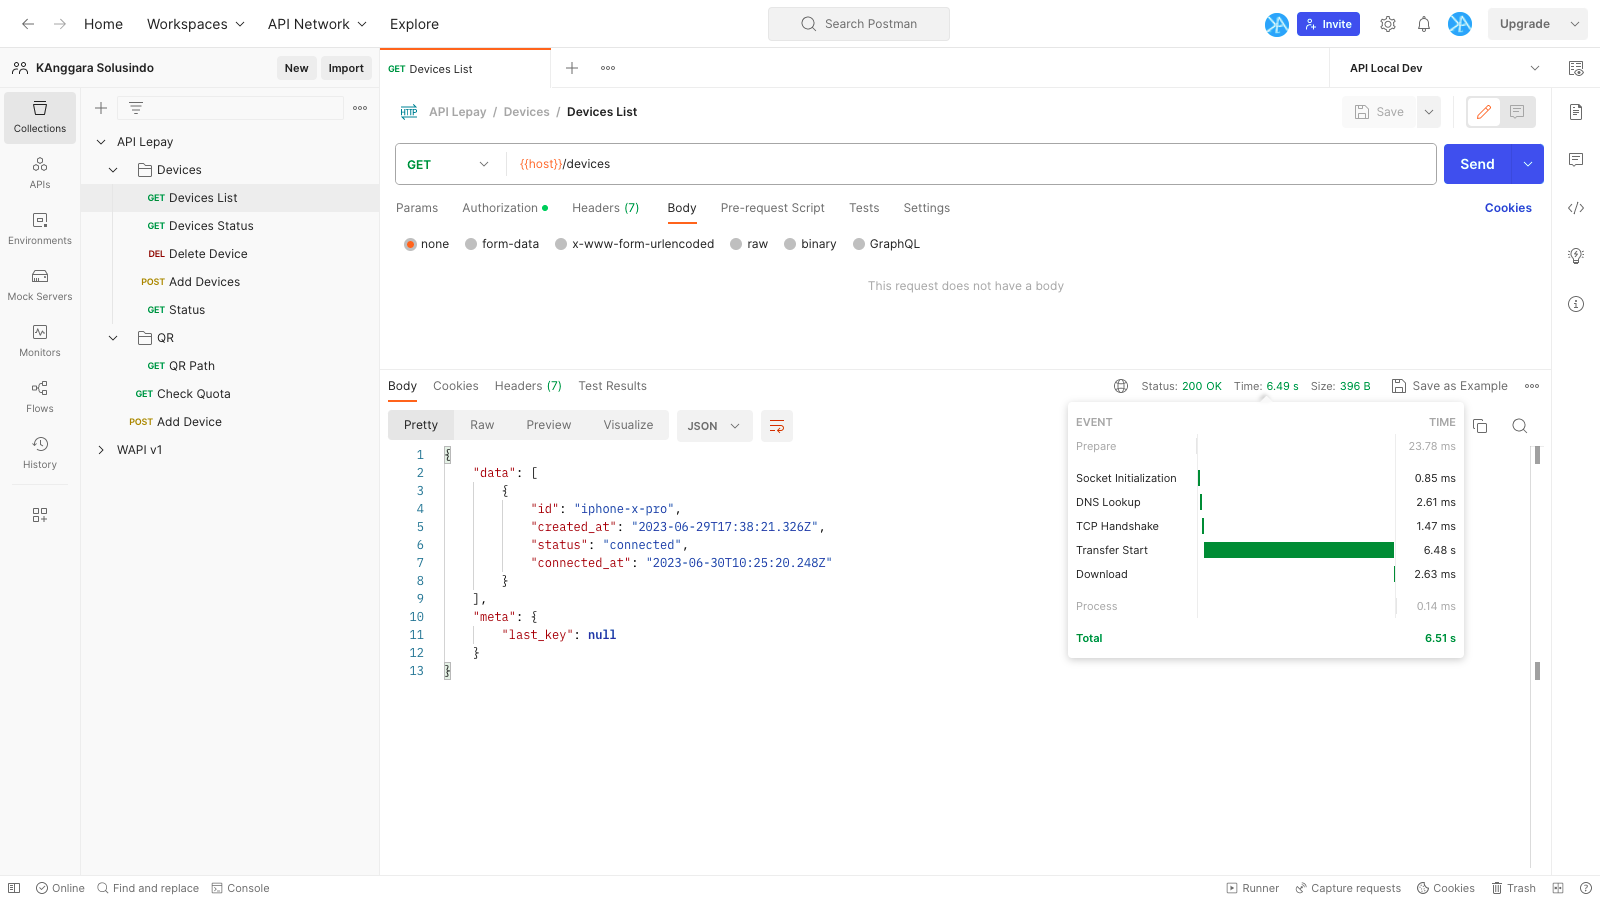 Home Workspaces API Network Explore Search Postman Invite Upgrade
KAnggara Solusindo New Import GET Devices List API Local Dev
Collections
APIs
Environments
Mock Servers
Monitors
Flows
History
API Lepay
Devices
GET Devices List
GET Devices Status
DEL Delete Device
POST Add Devices
GET Status
QR
GET QR Path
GET Check Quota
POST Add Device
WAPI v1
HTTP API Lepay / Devices / Devices List Save
GET {{host}}/devices Send
Params Authorization Headers (7) Body Pre-request Script Tests Settings Cookies
none form-data x-www-form-urlencoded raw binary GraphQL
This request does not have a body
Body Cookies Headers (7) Test Results Status: 200 OK Time: 6.49 s Size: 396 B Save as Example
Pretty Raw Preview Visualize JSON
1 {
2 "data": [
3 {
4 "id": "iphone-x-pro",
5 "created_at": "2023-06-29T17:38:21.326Z",
6 "status": "connected",
7 "connected_at": "2023-06-30T10:25:20.248Z"
8 }
9 ],
10 "meta": {
11 "last_key": null
12 }
13 }
EVENT TIME
Prepare 23.78 ms
Socket Initialization 0.85 ms
DNS Lookup 2.61 ms
TCP Handshake 1.47 ms
Transfer Start 6.48 s
Download 2.63 ms
Process 0.14 ms
Total 6.51 s
Online Find and replace Console Runner Capture requests Cookies Trash